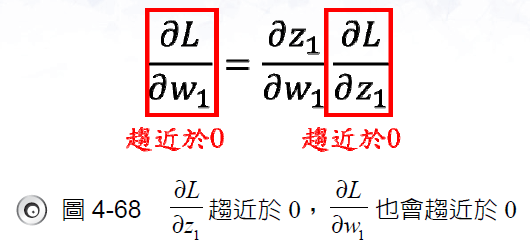 ∂L/∂w₁ = ∂z₁/∂w₁ ∂L/∂z₁
趨近於0 趨近於0
圖 4-68 ∂L/∂z₁ 趨近於 0，∂L/∂w₁ 也會趨近於 0